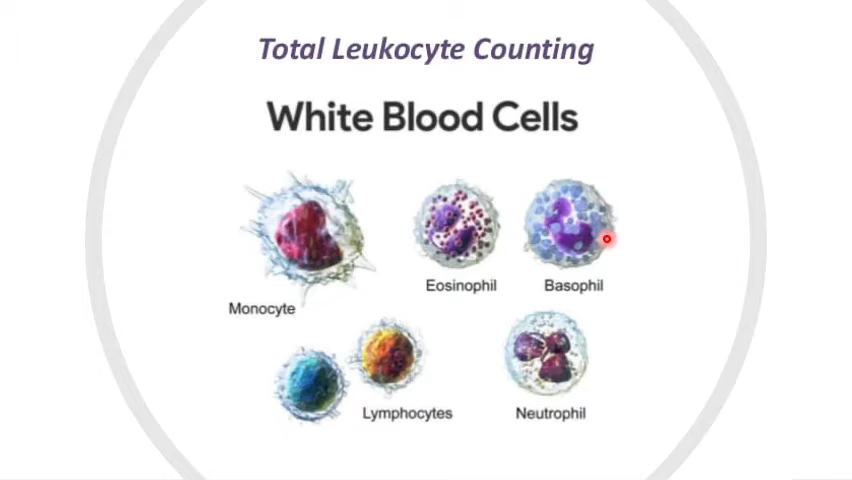 Total Leukocyte Counting
White Blood Cells
Eosinophil
Basophil
Monocyte
Lymphocytes
Neutrophil